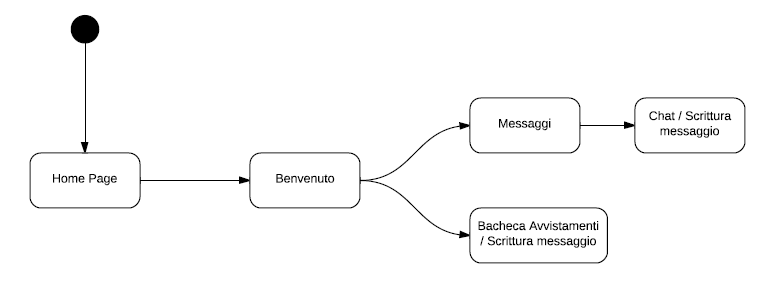 Home Page
Benvenuto
Messaggi
Chat / Scrittura
messaggio
Bacheca Avvistamenti
/ Scrittura messaggio